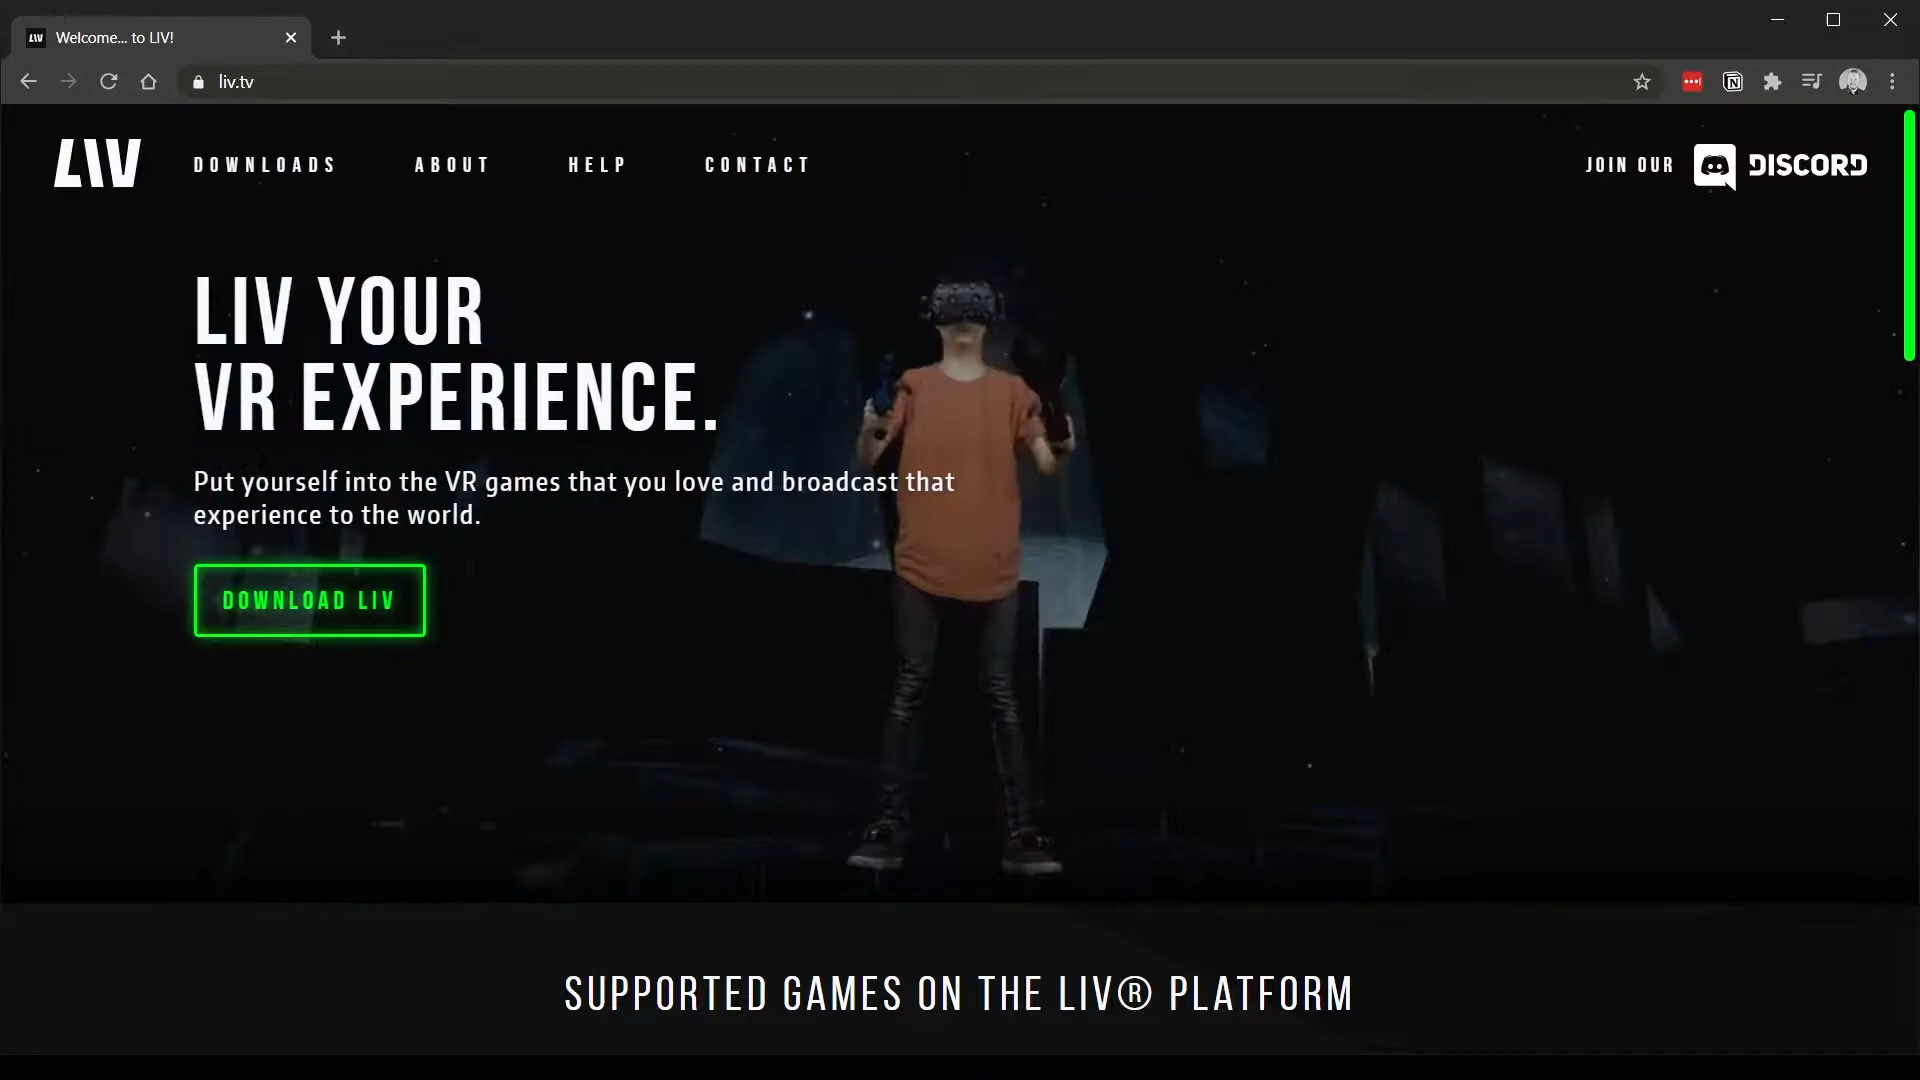 LIV Welcome... to LIV!
liv.tv
LIV DOWNLOADS ABOUT HELP CONTACT JOIN OUR DISCORD
LIV YOUR
VR EXPERIENCE.
Put yourself into the VR games that you love and broadcast that
experience to the world.
DOWNLOAD LIV
SUPPORTED GAMES ON THE LIV® PLATFORM